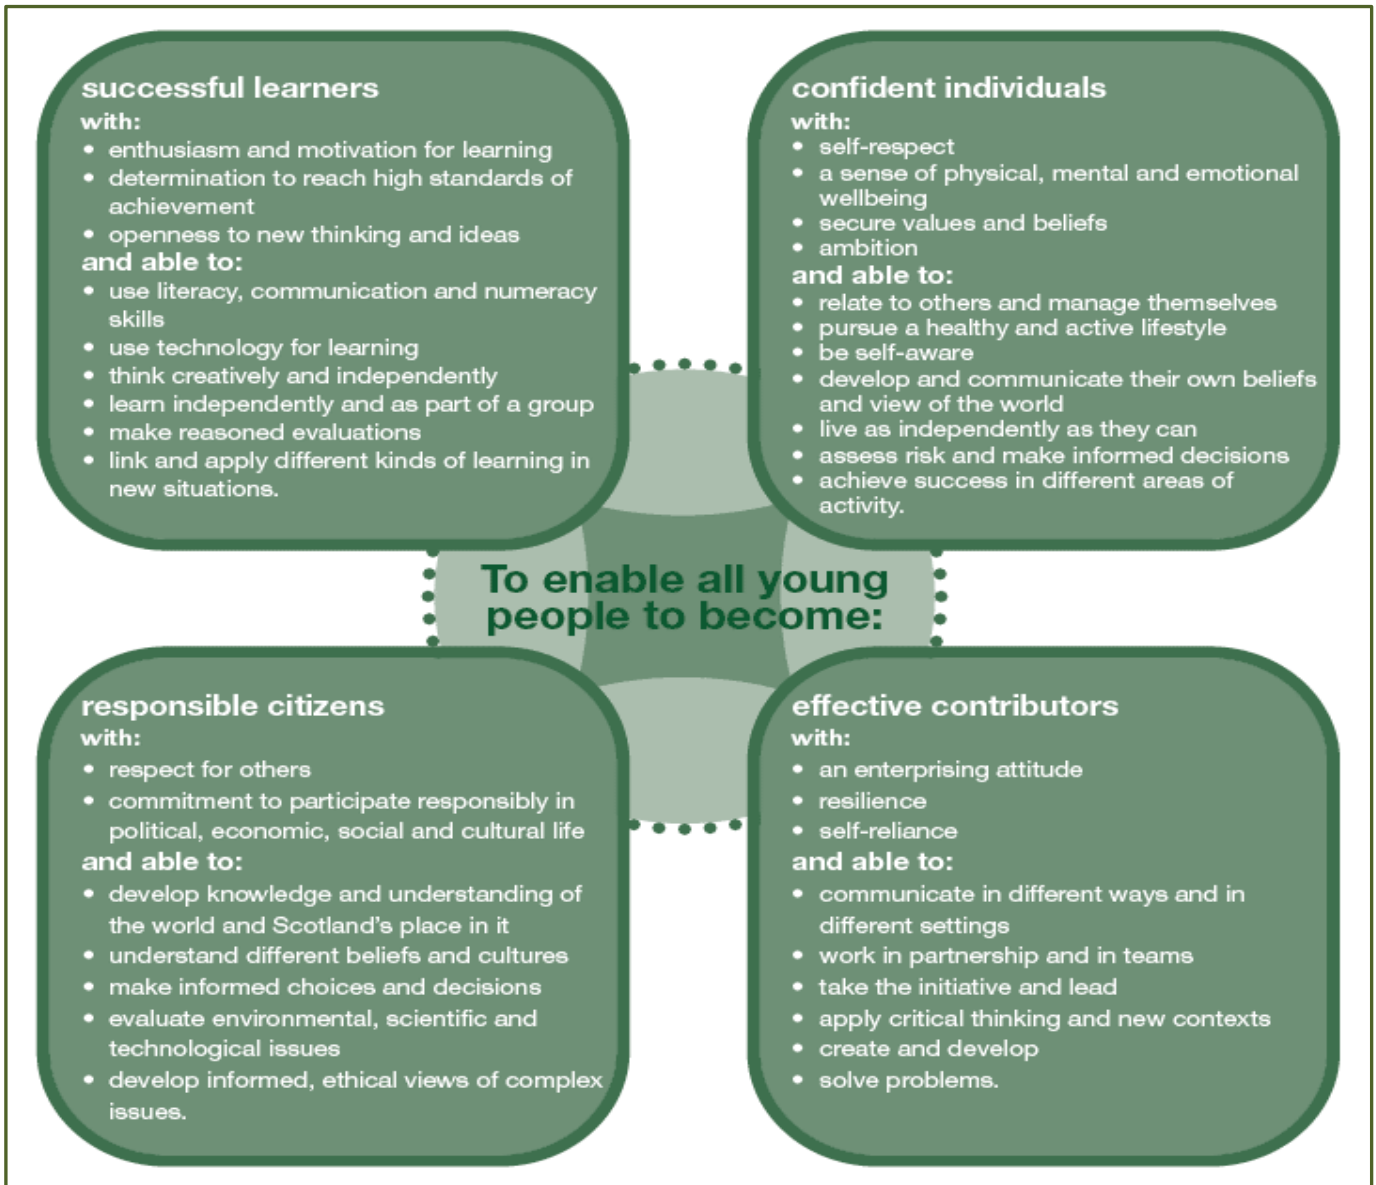 successful learners
with:
• enthusiasm and motivation for learning
• determination to reach high standards of
achievement
• openness to new thinking and ideas
and able to:
• use literacy, communication and numeracy
skills
• use technology for learning
• think creatively and independently
• learn independently and as part of a group
• make reasoned evaluations
• link and apply different kinds of learning in
new situations.
confident individuals
with:
• self-respect
• a sense of physical, mental and emotional
wellbeing
• secure values and beliefs
• ambition
and able to:
• relate to others and manage themselves
• pursue a healthy and active lifestyle
• be self-aware
• develop and communicate their own beliefs
and view of the world
• live as independently as they can
• assess risk and make informed decisions
• achieve success in different areas of
activity.
To enable all young
people to become:
responsible citizens
with:
• respect for others
• commitment to participate responsibly in
political, economic, social and cultural life
and able to:
• develop knowledge and understanding of
the world and Scotland’s place in it
• understand different beliefs and cultures
• make informed choices and decisions
• evaluate environmental, scientific and
technological issues
• develop informed, ethical views of complex
issues.
effective contributors
with:
• an enterprising attitude
• resilience
• self-reliance
and able to:
• communicate in different ways and in
different settings
• work in partnership and in teams
• take the initiative and lead
• apply critical thinking and new contexts
• create and develop
• solve problems.